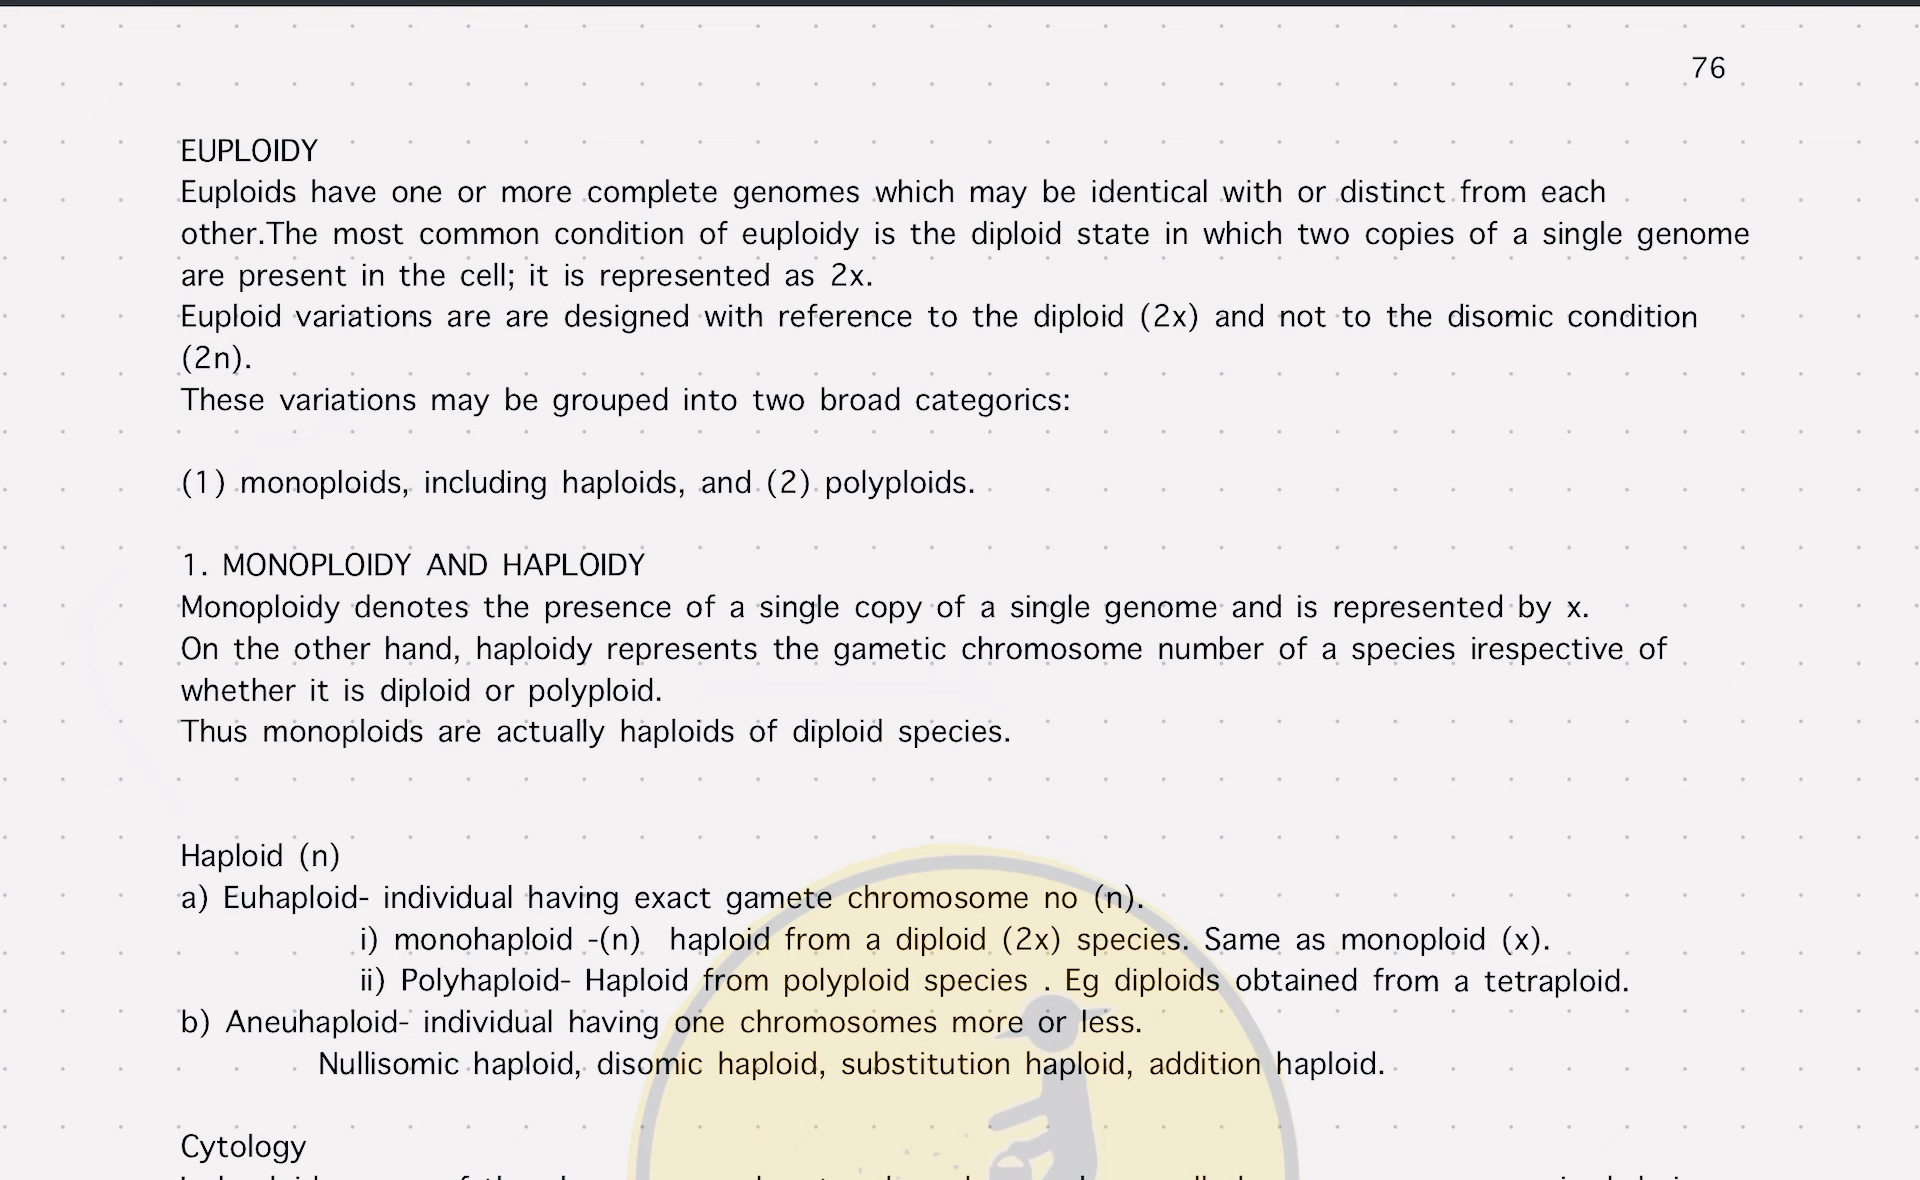 76
EUPLOIDY
Euploids have one or more complete genomes which may be identical with or distinct from each
other.The most common condition of euploidy is the diploid state in which two copies of a single genome
are present in the cell; it is represented as 2x.
Euploid variations are are designed with reference to the diploid (2x) and not to the disomic condition
(2n).
These variations may be grouped into two broad categorics:
(1) monoploids, including haploids, and (2) polyploids.
1. MONOPLOIDY AND HAPLOIDY
Monoploidy denotes the presence of a single copy of a single genome and is represented by x.
On the other hand, haploidy represents the gametic chromosome number of a species irespective of
whether it is diploid or polyploid.
Thus monoploids are actually haploids of diploid species.
Haploid (n)
a) Euhaploid- individual having exact gamete chromosome no (n).
i) monohaploid -(n) haploid from a diploid (2x) species. Same as monoploid (x).
ii) Polyhaploid- Haploid from polyploid species . Eg diploids obtained from a tetraploid.
b) Aneuhaploid- individual having one chromosomes more or less.
Nullisomic haploid, disomic haploid, substitution haploid, addition haploid.
Cytology